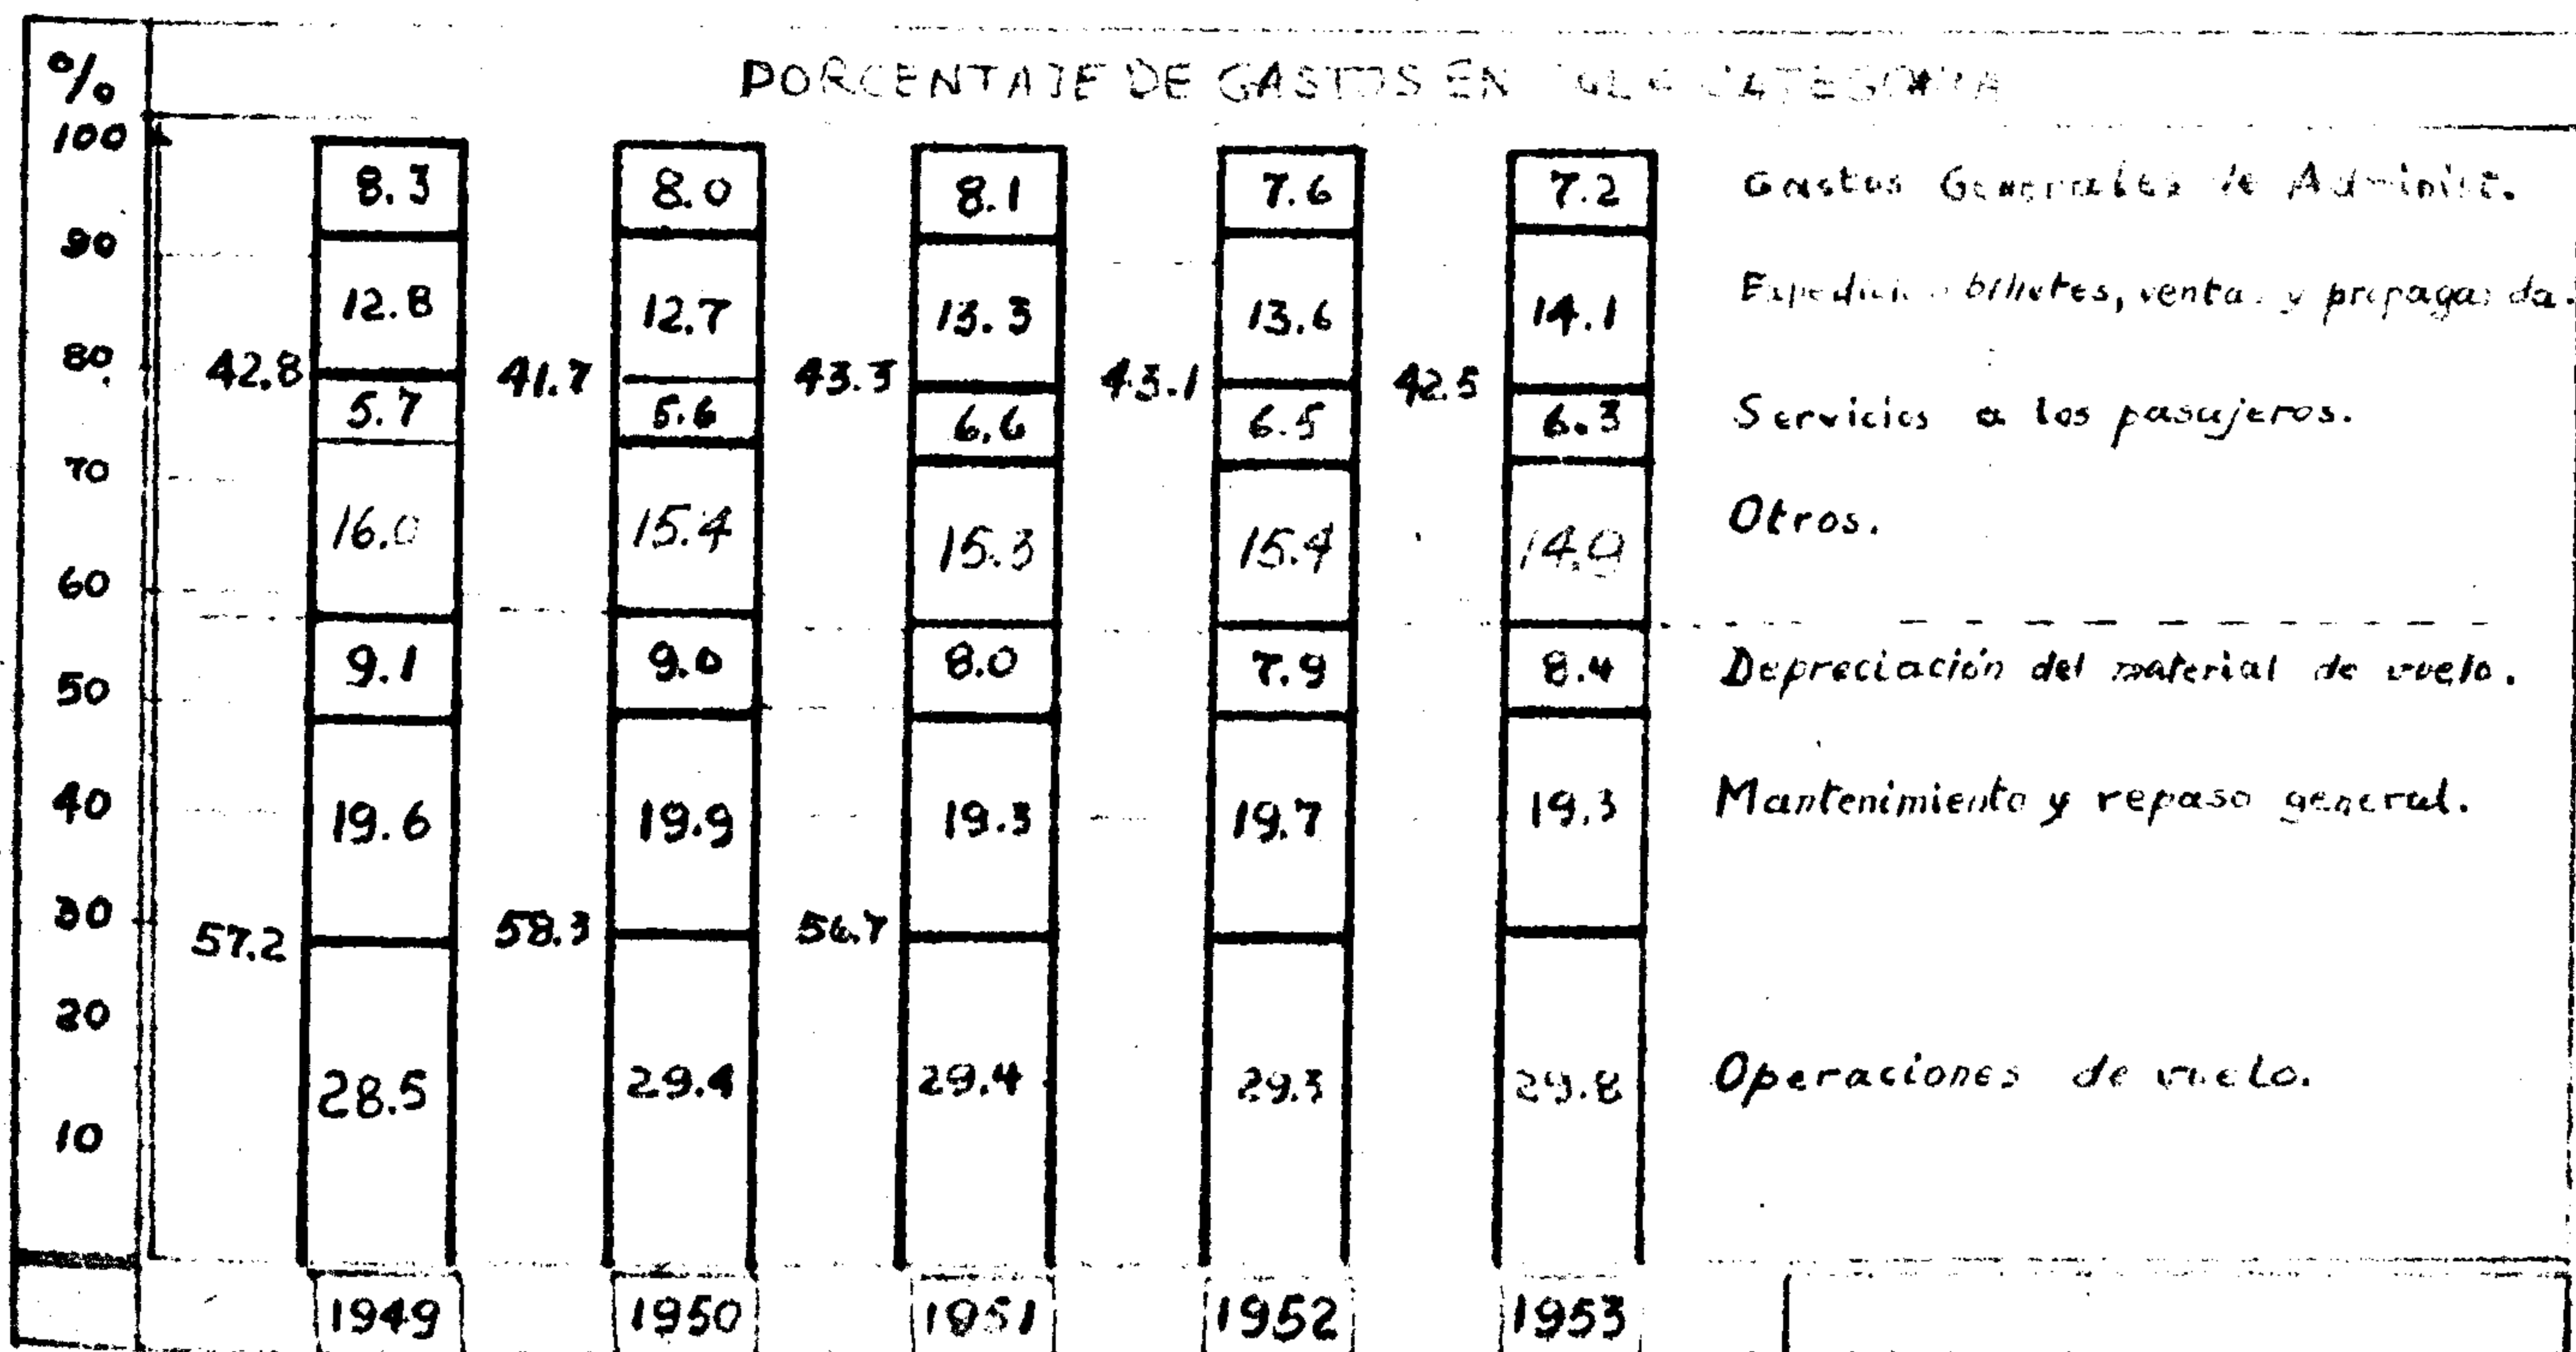 %
PORCENTAJE DE GASTOS EN CATEGORIA
100
8.3 8.0 8.1 7.6 7.2 Gastos Generales de Administ.
90
12.8 12.7 13.3 13.6 14.1 billetes, ventas y propaganda.
80
42.8 41.7 43.3 43.1 42.5
5.7 5.6 6.6 6.5 6.3 Servicios a los pasajeros.
70
16.0 15.4 15.3 15.4 Otros.
60
9.1 9.0 8.0 7.9 8.4 Depreciación del material de vuelo.
50
40
19.6 19.9 19.3 19.7 19.3 Mantenimiento y repaso general.
30
57.2 58.3 56.7
20
28.5 29.4 29.4 29.3 29.8 Operaciones de vuelo.
10
1949 1950 1951 1952 1953